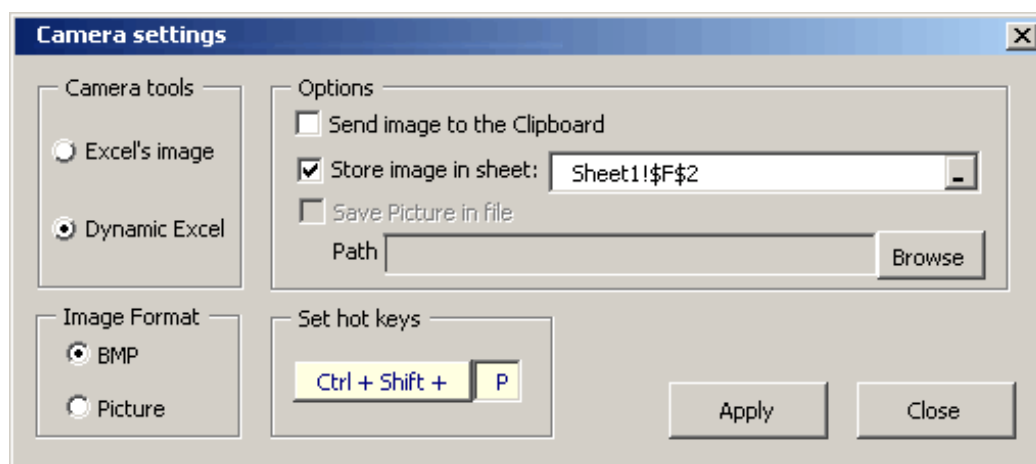 Camera settings
Camera tools
Excel's image
Dynamic Excel
Options
Send image to the Clipboard
Store image in sheet: Sheet1!$F$2
Save Picture in file
Path Browse
Image Format
BMP
Picture
Set hot keys
Ctrl + Shift + P
Apply Close